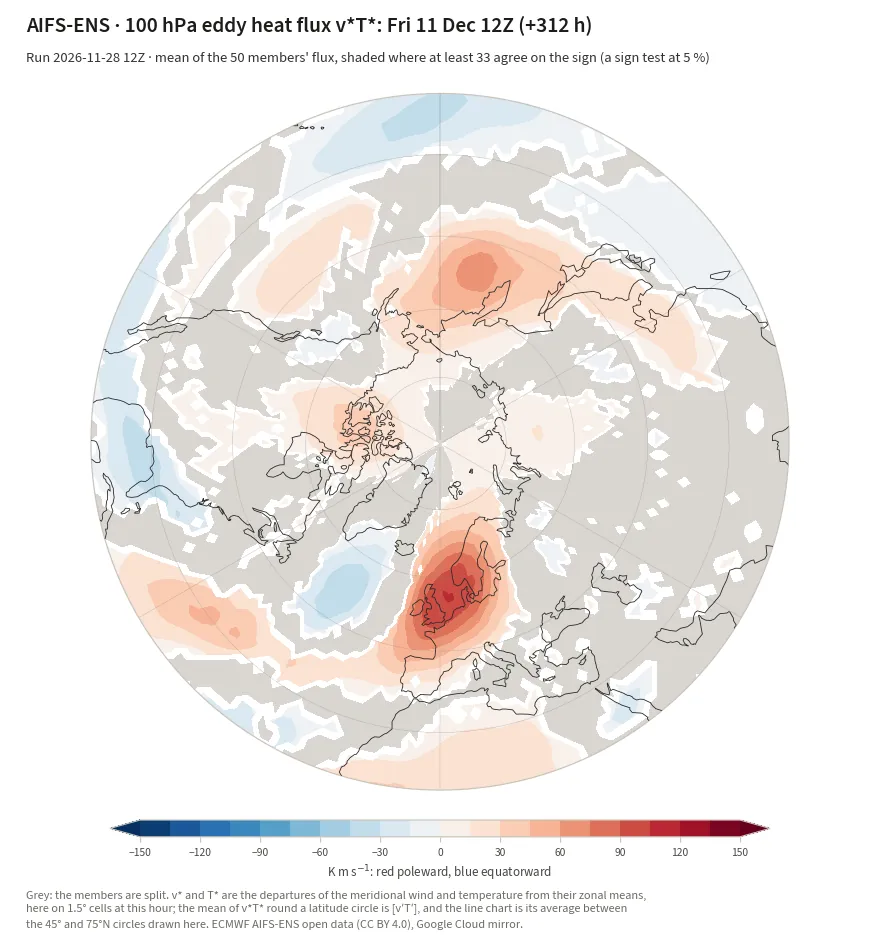 AIFS-ENS · 100 hPa eddy heat flux v*T*: Fri 11 Dec 12Z (+312 h)
Run 2026-11-28 12Z · mean of the 50 members' flux, shaded where at least 33 agree on the sign (a sign test at 5 %)
−150 −120 −90 −60 −30 0 30 60 90 120 150
K m s⁻¹: red poleward, blue equatorward
Grey: the members are split. v* and T* are the departures of the meridional wind and temperature from their zonal means,
here on 1.5° cells at this hour; the mean of v*T* round a latitude circle is [v′T′], and the line chart is its average between
the 45° and 75°N circles drawn here. ECMWF AIFS-ENS open data (CC BY 4.0), Google Cloud mirror.